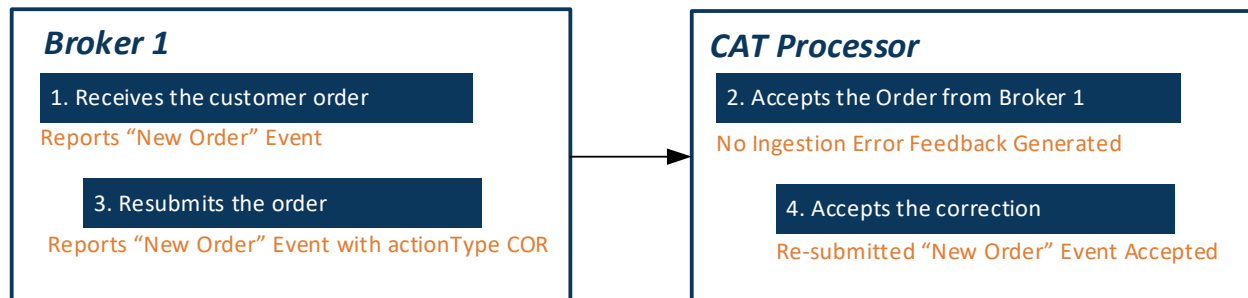 Broker 1
1. Receives the customer order
Reports “New Order” Event
3. Resubmits the order
Reports “New Order” Event with actionType COR
CAT Processor
2. Accepts the Order from Broker 1
No Ingestion Error Feedback Generated
4. Accepts the correction
Re-submitted “New Order” Event Accepted